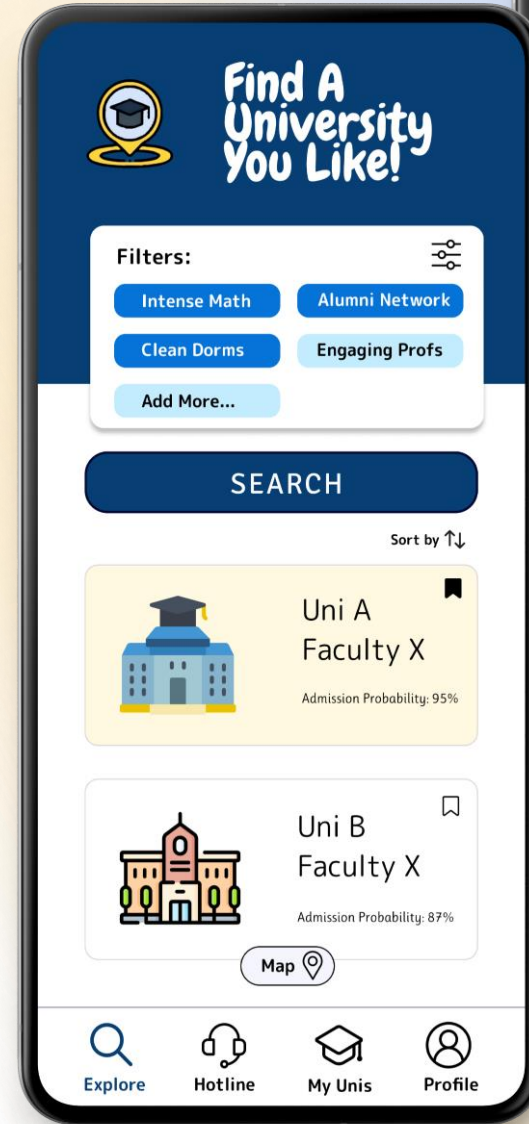 Find A
University
You Like!
Filters:
Intense Math
Alumni Network
Clean Dorms
Engaging Profs
Add More...
SEARCH
Sort by
Uni A
Faculty X
Admission Probability: 95%
Uni B
Faculty X
Admission Probability: 87%
Map
Explore
Hotline
My Unis
Profile